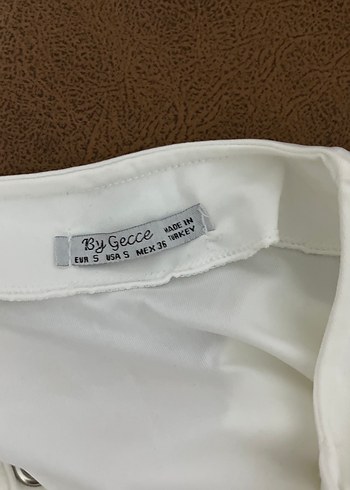 By Gecce
MADE IN
TURKEY
EUR S USA S MEX 36